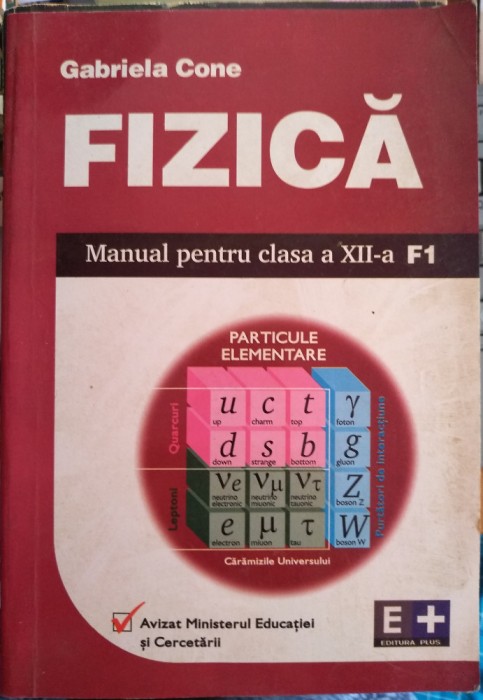 Gabriela Cone
FIZICĂ
Manual pentru clasa a XII-a F1
PARTICULE
ELEMENTARE
Quarcuri
u c t γ
up charm top foton
d s b g
down strange bottom gluon
Leptoni
νe νμ ντ Z
neutrino electronic neutrino miuonic neutrino tauonic boson Z
e μ τ W
electron miuon tau boson W
Purtători de interacțiune
Cărămizile Universului
Avizat Ministerul Educației
și Cercetării
E+
EDITURA PLUS